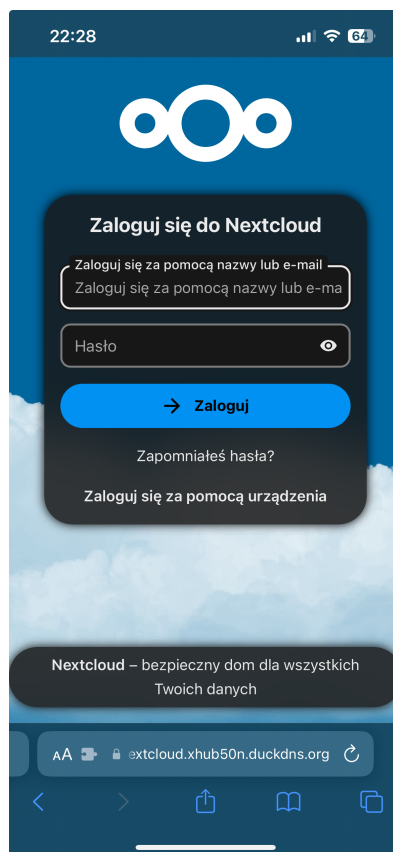 22:28
64
Zaloguj się do Nextcloud
Zaloguj się za pomocą nazwy lub e-mail
Zaloguj się za pomocą nazwy lub e-ma
Hasło
Zaloguj
Zapomniałeś hasła?
Zaloguj się za pomocą urządzenia
Nextcloud – bezpieczny dom dla wszystkich
Twoich danych
AA extcloud.xhub50n.duckdns.org